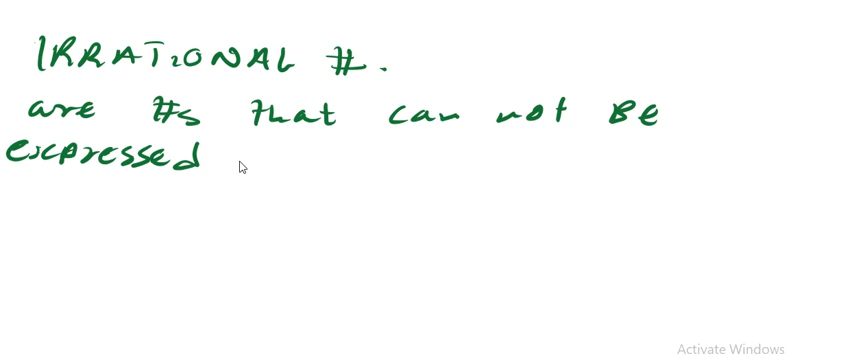 IRRATIONAL #.
are #s that can not BE
expressed
Activate Windows